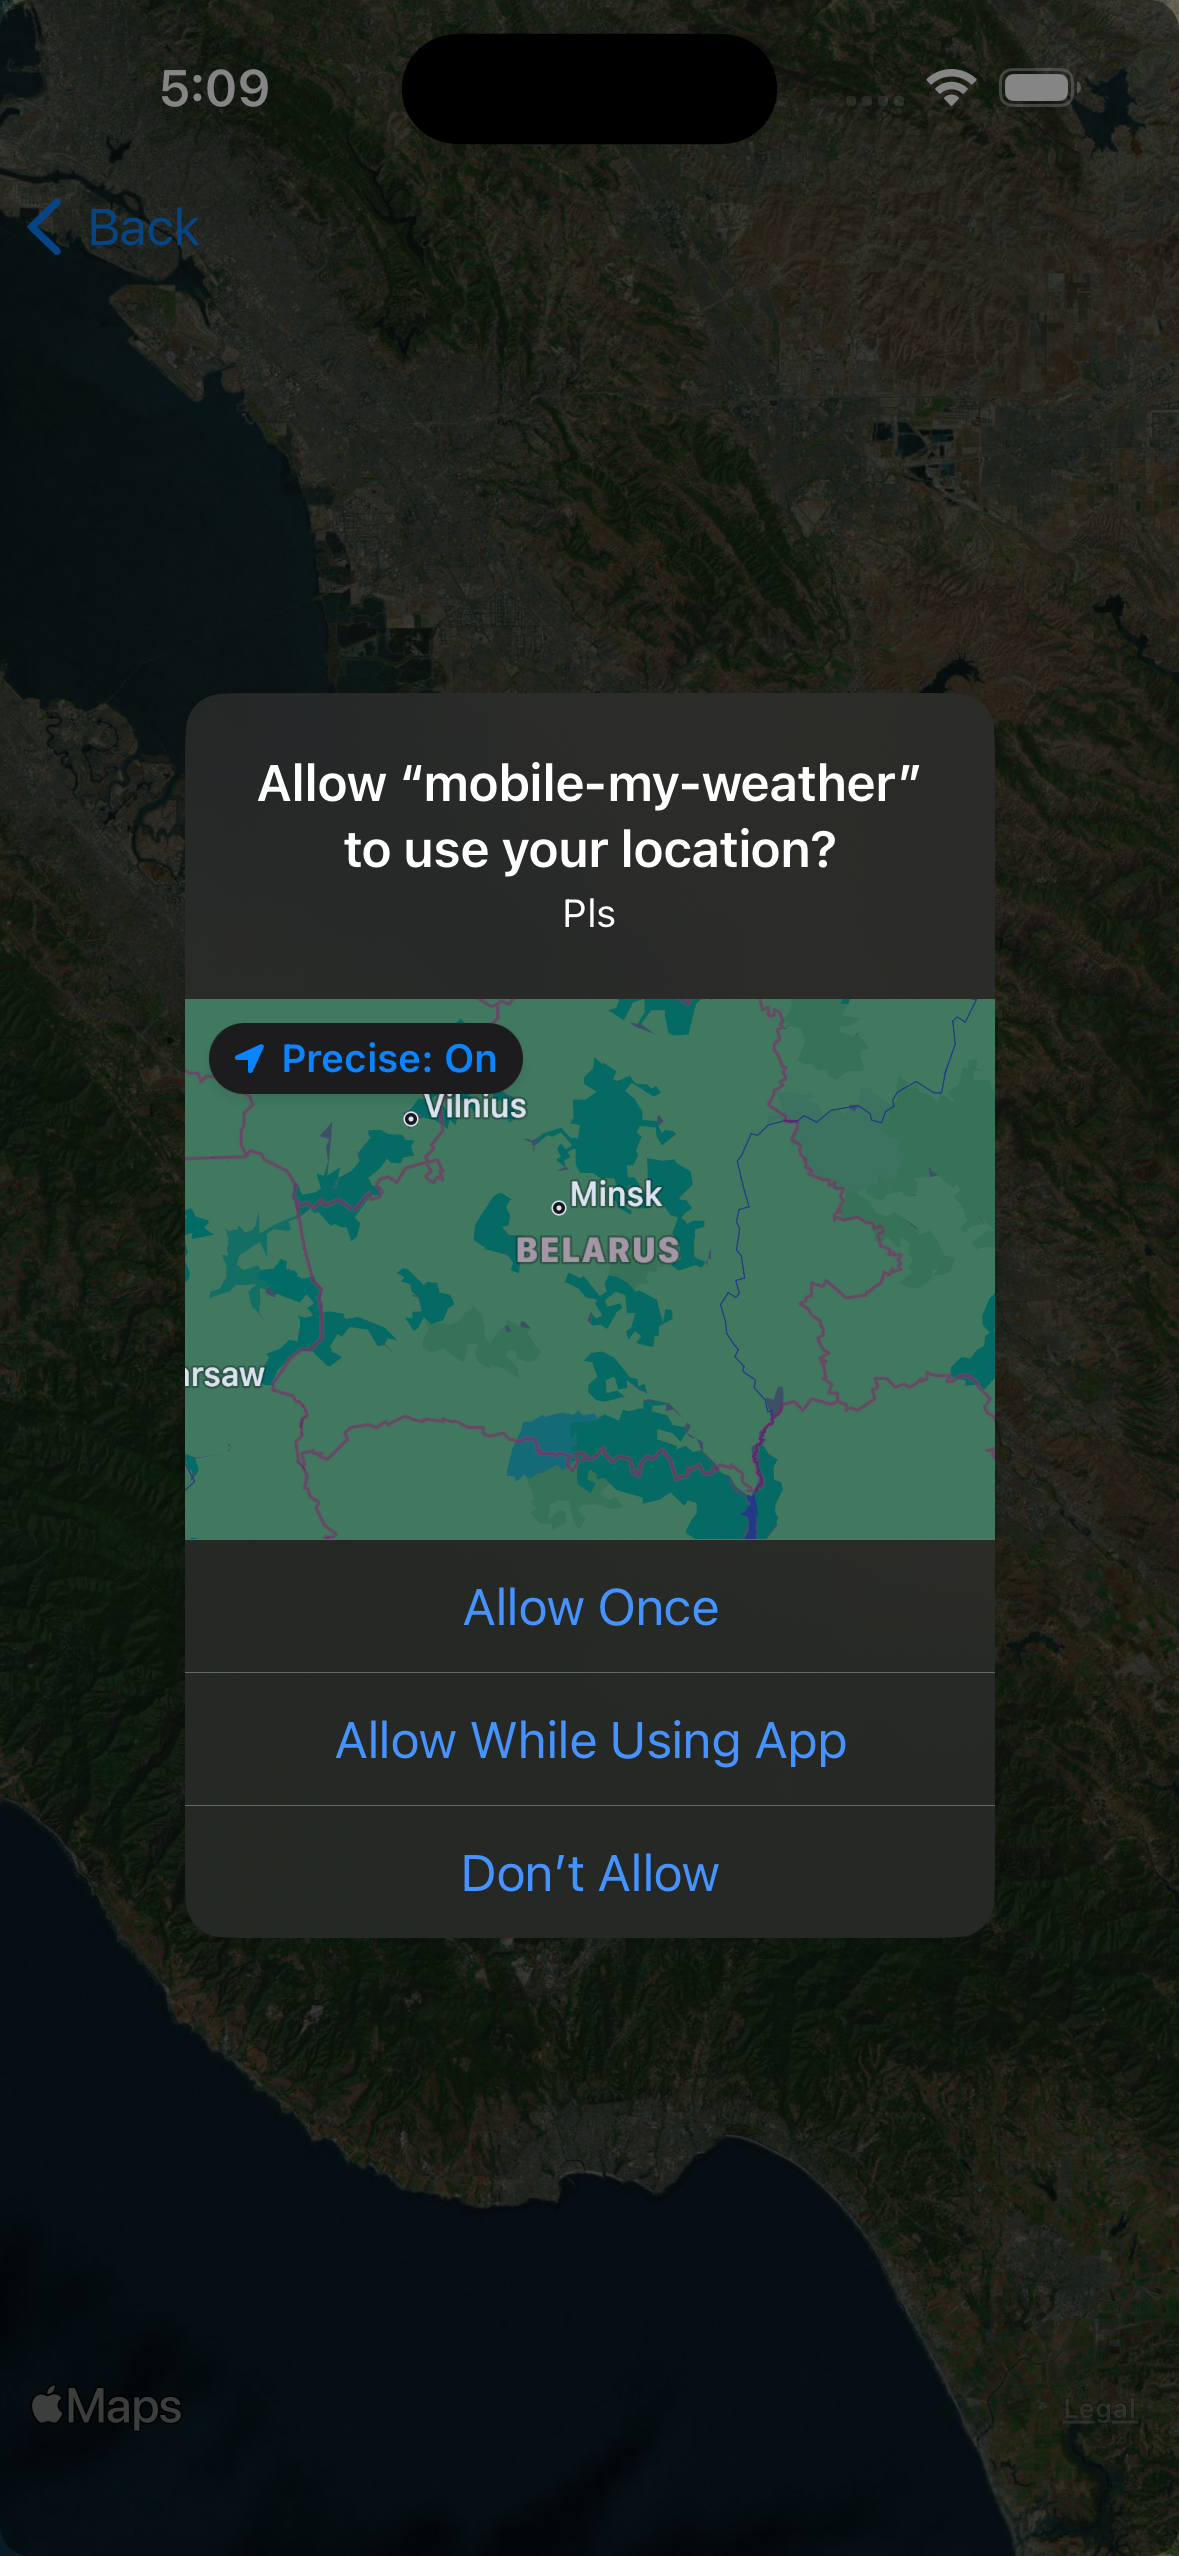 5:09
Back
Allow “mobile-my-weather”
to use your location?
Pls
Precise: On
Vilnius
Minsk
BELARUS
arsaw
Allow Once
Allow While Using App
Don’t Allow
Maps
Legal